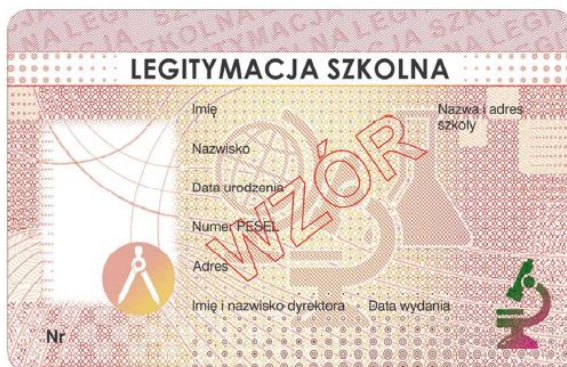 LEGITYMACJA SZKOLNA
Imię
Nazwa i adres
szkoły
Nazwisko
Data urodzenia
Numer PESEL
WZÓR
Adres
Imię i nazwisko dyrektora
Data wydania
Nr